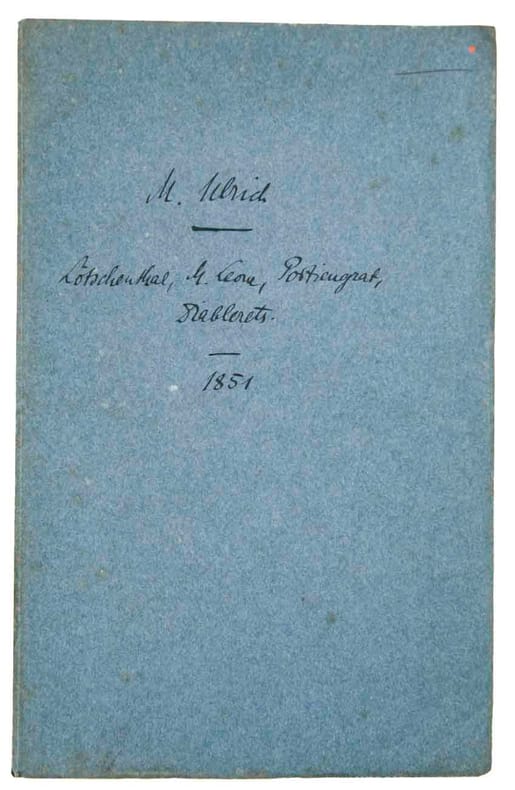 M. Ulrich
Lötschenthal, M. Leone, Portiengrat,
Diablerets.
1851